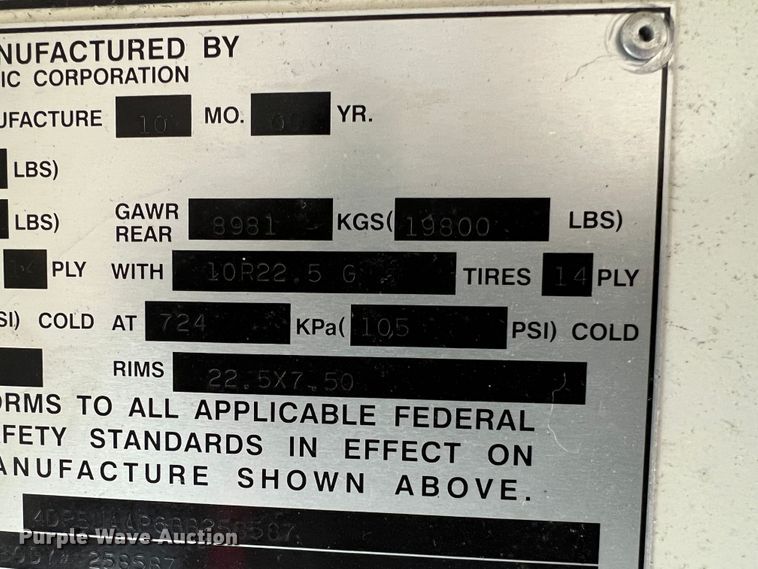 NUFACTURED BY
IC CORPORATION
UFACTURE 10 MO. YR.
LBS)
LBS) GAWR REAR 8981 KGS( 19800 LBS)
PLY WITH 10R22.5 G TIRES 14 PLY
SI) COLD AT 724 KPa( 105 PSI) COLD
RIMS 22.5X7.50
ORMS TO ALL APPLICABLE FEDERAL
AFETY STANDARDS IN EFFECT ON
ANUFACTURE SHOWN ABOVE.
Purple Wave Auction
258587